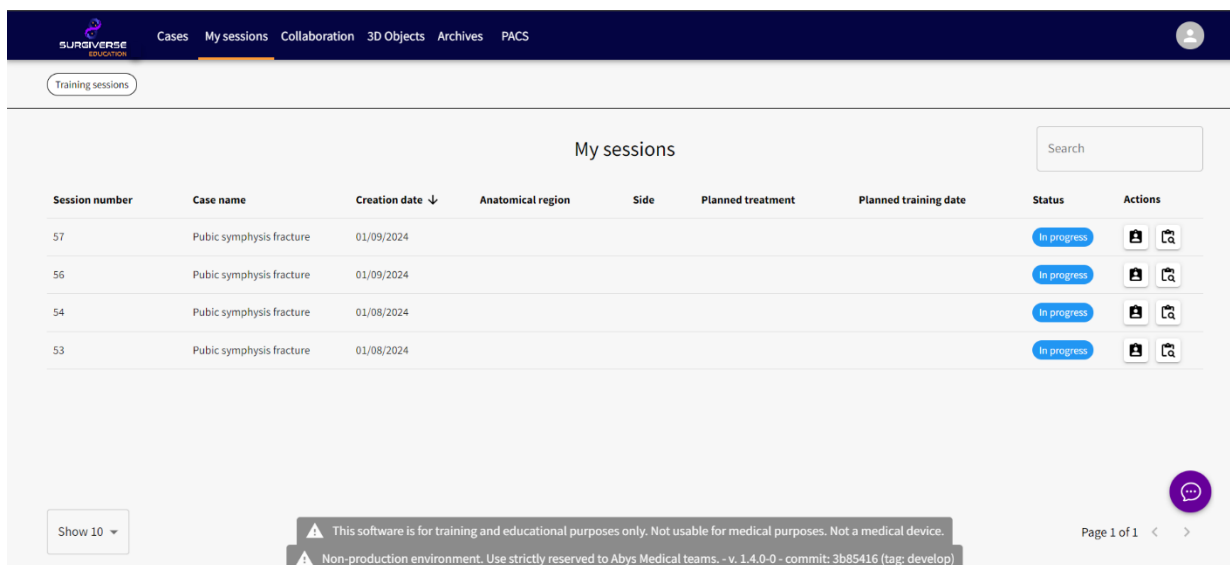 SURGIVERSE
EDUCATION
Cases My sessions Collaboration 3D Objects Archives PACS
Training sessions
My sessions
Search
Session number Case name Creation date Anatomical region Side Planned treatment Planned training date Status Actions
57 Pubic symphysis fracture 01/09/2024 In progress
56 Pubic symphysis fracture 01/09/2024 In progress
54 Pubic symphysis fracture 01/08/2024 In progress
53 Pubic symphysis fracture 01/08/2024 In progress
Show 10
This software is for training and educational purposes only. Not usable for medical purposes. Not a medical device.
Page 1 of 1
Non-production environment. Use strictly reserved to Abys Medical teams. - v. 1.4.0-0 - commit: 3b85416 (tag: develop)